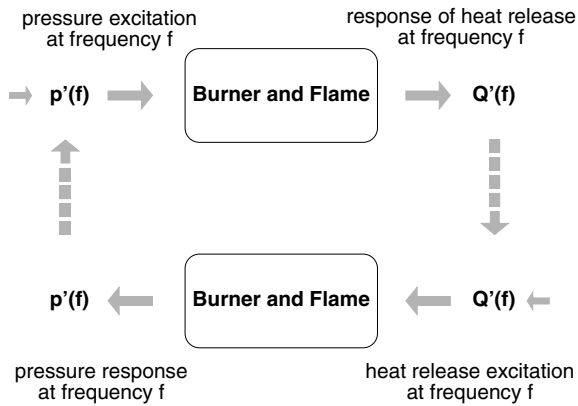 pressure excitation
at frequency f
response of heat release
at frequency f
p’(f)
Burner and Flame
Q’(f)
p’(f)
Burner and Flame
Q’(f)
pressure response
at frequency f
heat release excitation
at frequency f